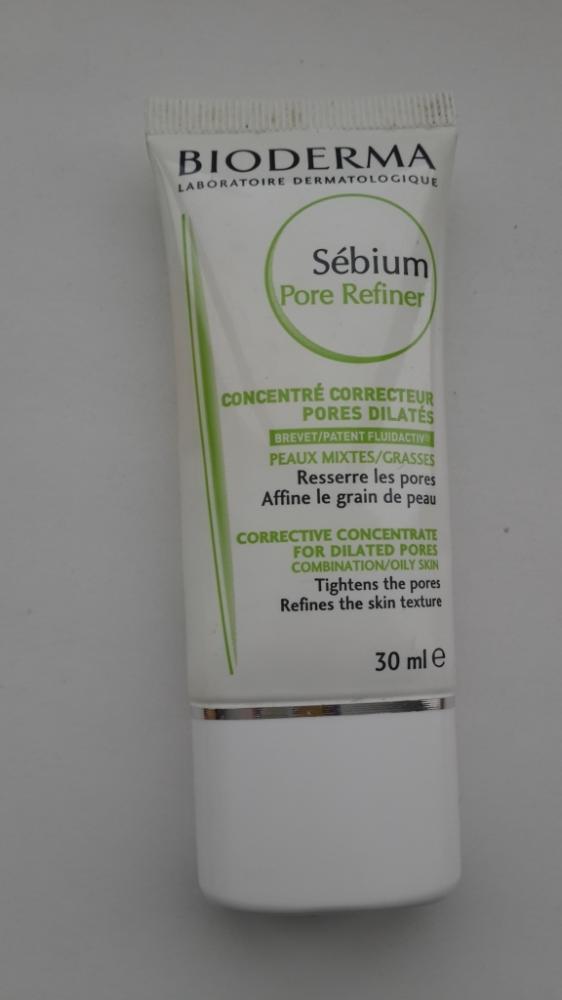 BIODERMA
LABORATOIRE DERMATOLOGIQUE
Sébium
Pore Refiner
CONCENTRÉ CORRECTEUR
PORES DILATÉS
BREVET/PATENT FLUIDACTIV
PEAUX MIXTES/GRASSES
Resserre les pores
Affine le grain de peau
CORRECTIVE CONCENTRATE
FOR DILATED PORES
COMBINATION/OILY SKIN
Tightens the pores
Refines the skin texture
30 ml e